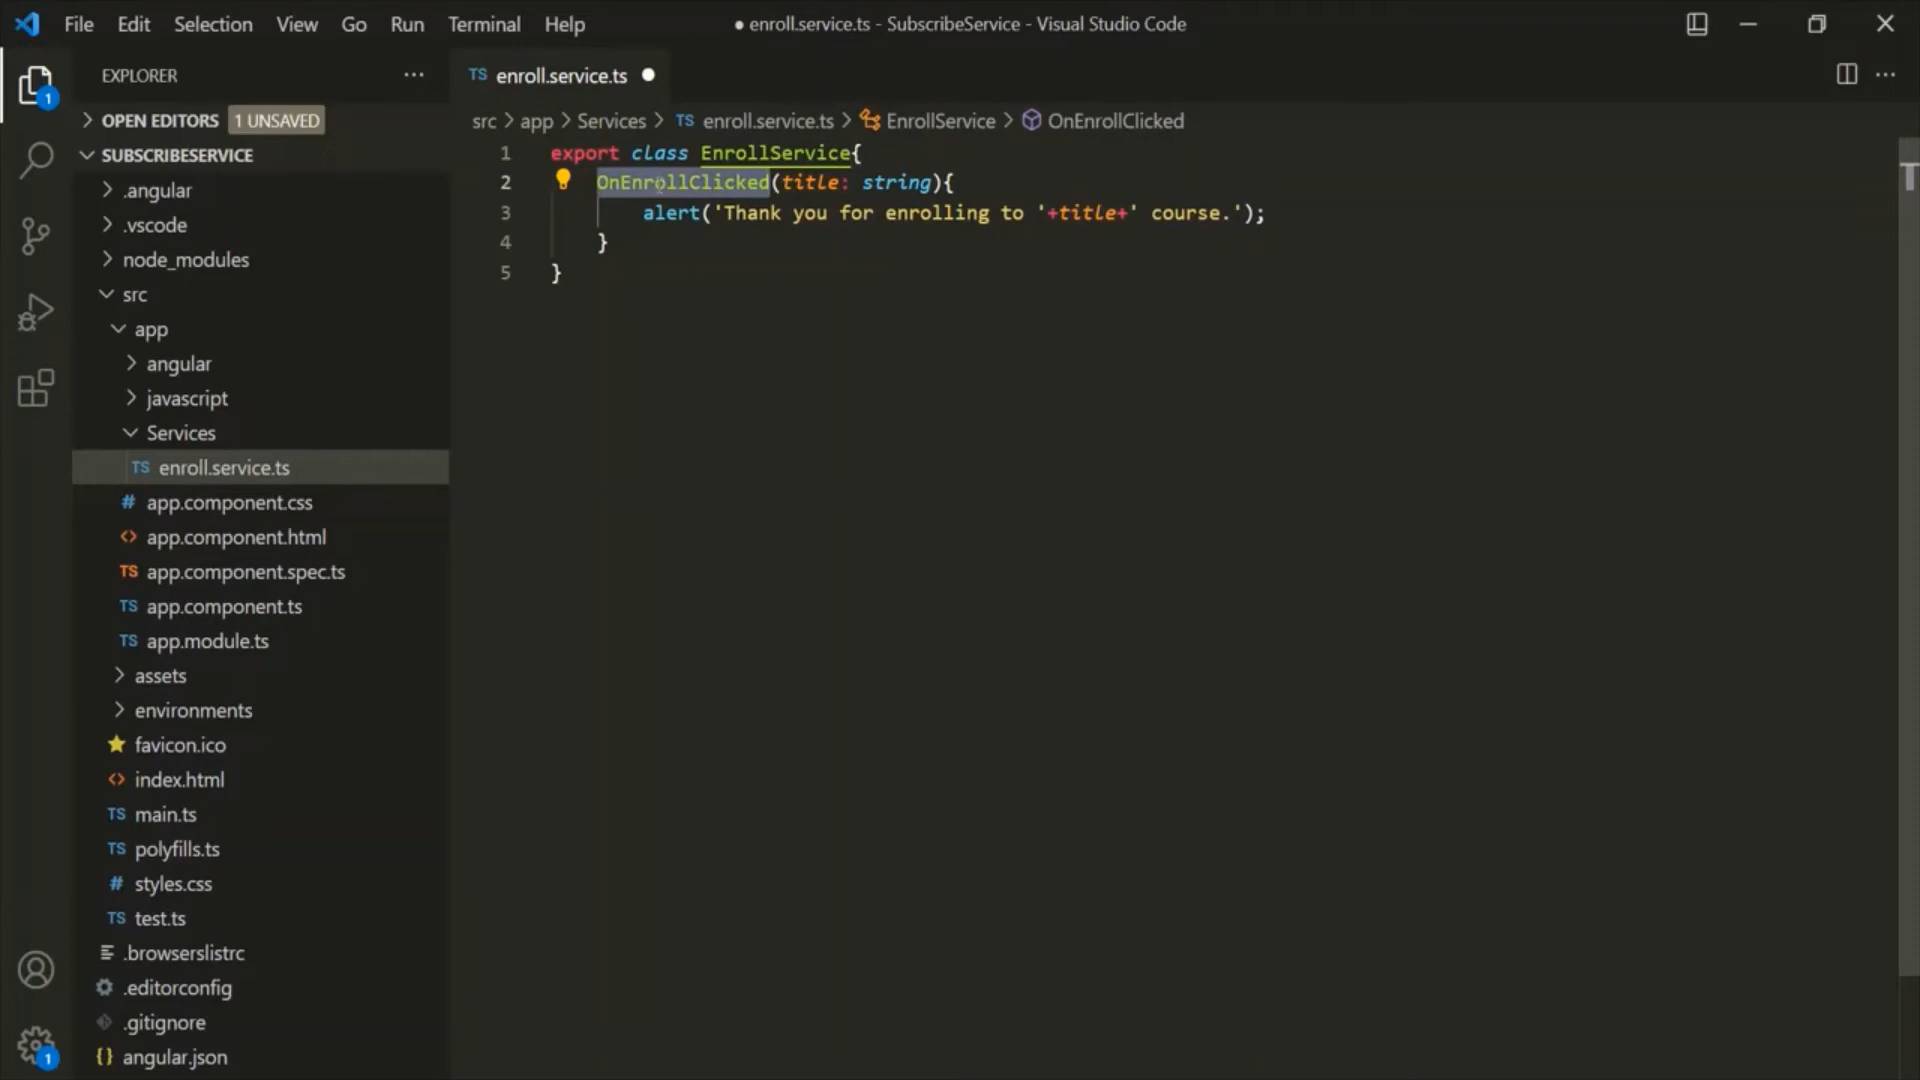 File Edit Selection View Go Run Terminal Help
● enroll.service.ts - SubscribeService - Visual Studio Code
EXPLORER
TS enroll.service.ts
OPEN EDITORS 1 UNSAVED
src > app > Services > TS enroll.service.ts > EnrollService > OnEnrollClicked
SUBSCRIBESERVICE
.angular
.vscode
node_modules
src
app
angular
javascript
Services
TS enroll.service.ts
# app.component.css
<> app.component.html
TS app.component.spec.ts
TS app.component.ts
TS app.module.ts
assets
environments
favicon.ico
<> index.html
TS main.ts
TS polyfills.ts
# styles.css
TS test.ts
.browserslistrc
.editorconfig
.gitignore
{} angular.json
1
1
1 export class EnrollService{
2 OnEnrollClicked(title: string){
3 alert('Thank you for enrolling to '+title+' course.');
4 }
5 }